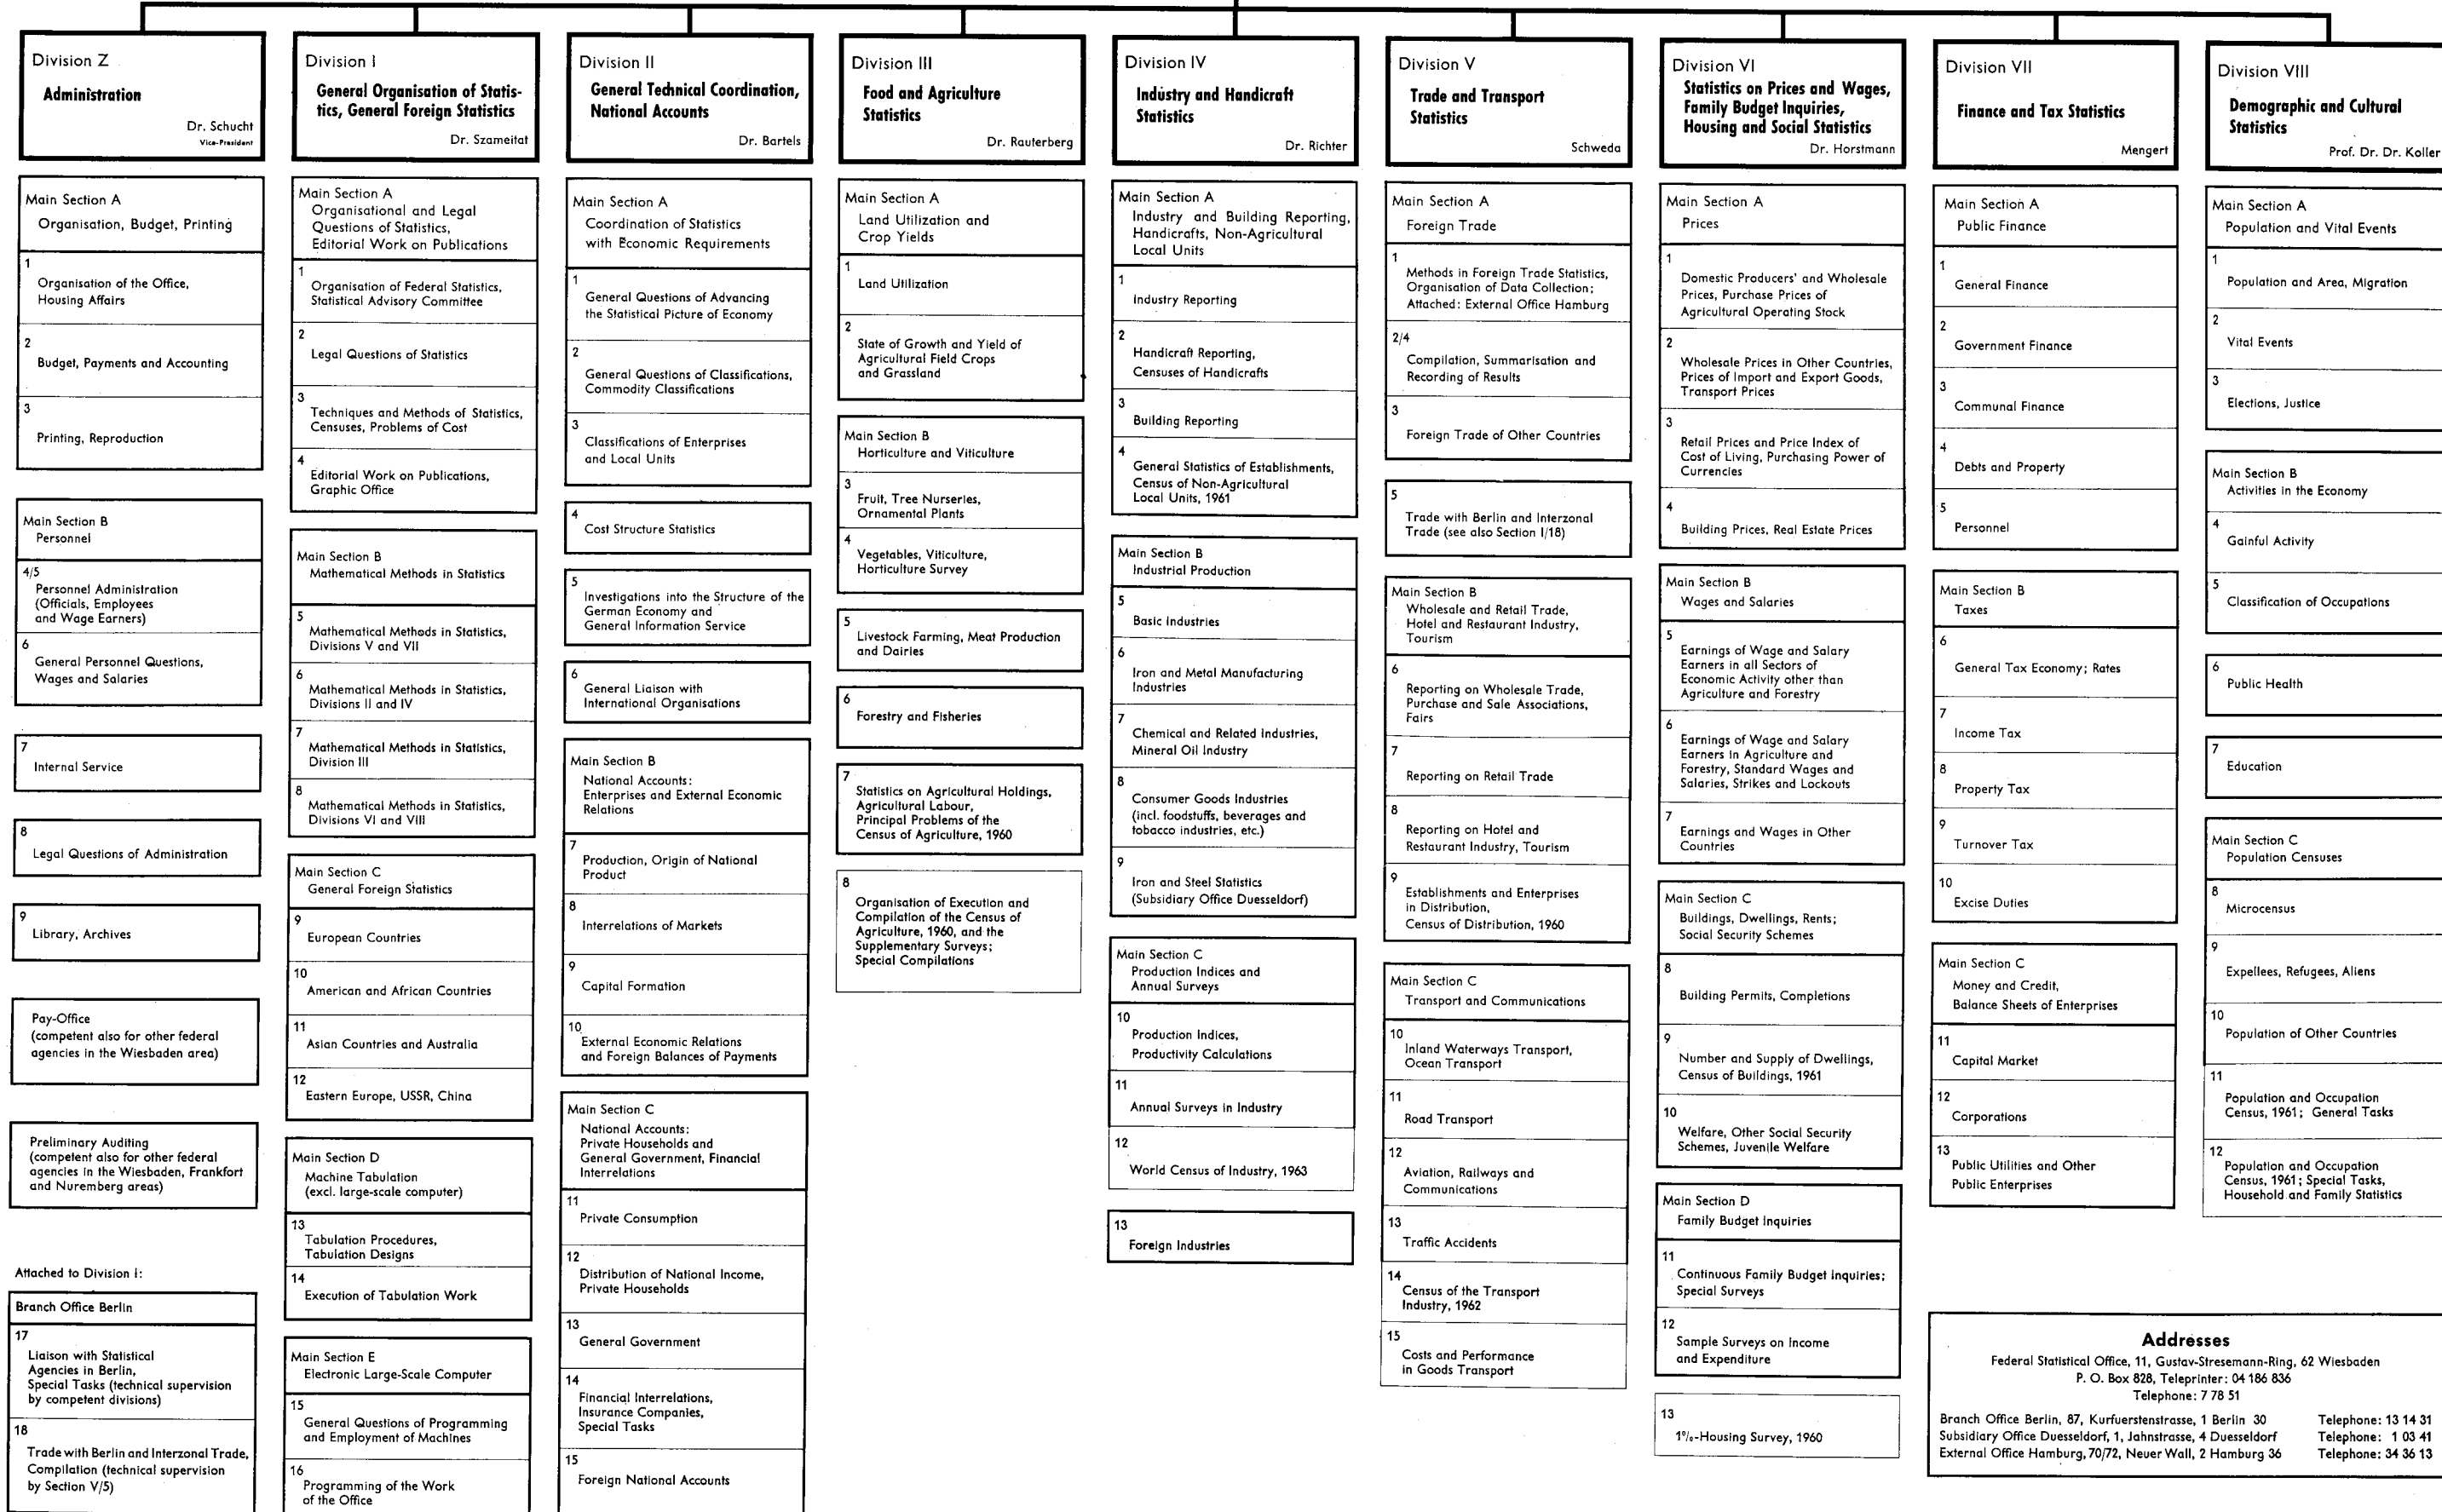 Division Z
Administration
Dr. Schucht
Vice-President
Main Section A
Organisation, Budget, Printing
1
Organisation of the Office,
Housing Affairs
2
Budget, Payments and Accounting
3
Printing, Reproduction
Main Section B
Personnel
4/5
Personnel Administration
(Officials, Employees
and Wage Earners)
6
General Personnel Questions,
Wages and Salaries
7
Internal Service
8
Legal Questions of Administration
9
Library, Archives
Pay-Office
(competent also for other federal
agencies in the Wiesbaden area)
Preliminary Auditing
(competent also for other federal
agencies in the Wiesbaden, Frankfort
and Nuremberg areas)
Attached to Division I:
Branch Office Berlin
17
Liaison with Statistical
Agencies in Berlin,
Special Tasks (technical supervision
by competent divisions)
18
Trade with Berlin and Interzonal Trade,
Compilation (technical supervision
by Section V/5)
Division I
General Organisation of Statis-
tics, General Foreign Statistics
Dr. Szameitat
Main Section A
Organisational and Legal
Questions of Statistics,
Editorial Work on Publications
1
Organisation of Federal Statistics,
Statistical Advisory Committee
2
Legal Questions of Statistics
3
Techniques and Methods of Statistics,
Censuses, Problems of Cost
4
Editorial Work on Publications,
Graphic Office
Main Section B
Mathematical Methods in Statistics
5
Mathematical Methods in Statistics,
Divisions V and VII
6
Mathematical Methods in Statistics,
Divisions II and IV
7
Mathematical Methods in Statistics,
Division III
8
Mathematical Methods in Statistics,
Divisions VI and VIII
Main Section C
General Foreign Statistics
9
European Countries
10
American and African Countries
11
Asian Countries and Australia
12
Eastern Europe, USSR, China
Main Section D
Machine Tabulation
(excl. large-scale computer)
13
Tabulation Procedures,
Tabulation Designs
14
Execution of Tabulation Work
Main Section E
Electronic Large-Scale Computer
15
General Questions of Programming
and Employment of Machines
16
Programming of the Work
of the Office
Division II
General Technical Coordination,
National Accounts
Dr. Bartels
Main Section A
Coordination of Statistics
with Economic Requirements
1
General Questions of Advancing
the Statistical Picture of Economy
2
General Questions of Classifications,
Commodity Classifications
3
Classifications of Enterprises
and Local Units
4
Cost Structure Statistics
5
Investigations into the Structure of the
German Economy and
General Information Service
6
General Liaison with
International Organisations
Main Section B
National Accounts:
Enterprises and External Economic
Relations
7
Production, Origin of National
Product
8
Interrelations of Markets
9
Capital Formation
10
External Economic Relations
and Foreign Balances of Payments
Main Section C
National Accounts:
Private Households and
General Government, Financial
Interrelations
11
Private Consumption
12
Distribution of National Income,
Private Households
13
General Government
14
Financial Interrelations,
Insurance Companies,
Special Tasks
15
Foreign National Accounts
Division III
Food and Agriculture
Statistics
Dr. Rauterberg
Main Section A
Land Utilization and
Crop Yields
1
Land Utilization
2
State of Growth and Yield of
Agricultural Field Crops
and Grassland
Main Section B
Horticulture and Viticulture
3
Fruit, Tree Nurseries,
Ornamental Plants
4
Vegetables, Viticulture,
Horticulture Survey
5
Livestock Farming, Meat Production
and Dairies
6
Forestry and Fisheries
7
Statistics on Agricultural Holdings,
Agricultural Labour,
Principal Problems of the
Census of Agriculture, 1960
8
Organisation of Execution and
Compilation of the Census of
Agriculture, 1960, and the
Supplementary Surveys;
Special Compilations
Division IV
Industry and Handicraft
Statistics
Dr. Richter
Main Section A
Industry and Building Reporting,
Handicrafts, Non-Agricultural
Local Units
1
Industry Reporting
2
Handicraft Reporting,
Censuses of Handicrafts
3
Building Reporting
4
General Statistics of Establishments,
Census of Non-Agricultural
Local Units, 1961
Main Section B
Industrial Production
5
Basic Industries
6
Iron and Metal Manufacturing
Industries
7
Chemical and Related Industries,
Mineral Oil Industry
8
Consumer Goods Industries
(incl. foodstuffs, beverages and
tobacco industries, etc.)
9
Iron and Steel Statistics
(Subsidiary Office Duesseldorf)
Main Section C
Production Indices and
Annual Surveys
10
Production Indices,
Productivity Calculations
11
Annual Surveys in Industry
12
World Census of Industry, 1963
13
Foreign Industries
Division V
Trade and Transport
Statistics
Schweda
Main Section A
Foreign Trade
1
Methods in Foreign Trade Statistics,
Organisation of Data Collection;
Attached: External Office Hamburg
2/4
Compilation, Summarisation and
Recording of Results
3
Foreign Trade of Other Countries
5
Trade with Berlin and Interzonal
Trade (see also Section I/18)
Main Section B
Wholesale and Retail Trade,
Hotel and Restaurant Industry,
Tourism
6
Reporting on Wholesale Trade,
Purchase and Sale Associations,
Fairs
7
Reporting on Retail Trade
8
Reporting on Hotel and
Restaurant Industry, Tourism
9
Establishments and Enterprises
in Distribution,
Census of Distribution, 1960
Main Section C
Transport and Communications
10
Inland Waterways Transport,
Ocean Transport
11
Road Transport
12
Aviation, Railways and
Communications
13
Traffic Accidents
14
Census of the Transport
Industry, 1962
15
Costs and Performance
in Goods Transport
Division VI
Statistics on Prices and Wages,
Family Budget Inquiries,
Housing and Social Statistics
Dr. Horstmann
Main Section A
Prices
1
Domestic Producers' and Wholesale
Prices, Purchase Prices of
Agricultural Operating Stock
2
Wholesale Prices in Other Countries,
Prices of Import and Export Goods,
Transport Prices
3
Retail Prices and Price Index of
Cost of Living, Purchasing Power of
Currencies
4
Building Prices, Real Estate Prices
Main Section B
Wages and Salaries
5
Earnings of Wage and Salary
Earners in all Sectors of
Economic Activity other than
Agriculture and Forestry
6
Earnings of Wage and Salary
Earners in Agriculture and
Forestry, Standard Wages and
Salaries, Strikes and Lockouts
7
Earnings and Wages in Other
Countries
Main Section C
Buildings, Dwellings, Rents;
Social Security Schemes
8
Building Permits, Completions
9
Number and Supply of Dwellings,
Census of Buildings, 1961
10
Welfare, Other Social Security
Schemes, Juvenile Welfare
Main Section D
Family Budget Inquiries
11
Continuous Family Budget Inquiries;
Special Surveys
12
Sample Surveys on Income
and Expenditure
13
1%-Housing Survey, 1960
Division VII
Finance and Tax Statistics
Mengert
Main Section A
Public Finance
1
General Finance
2
Government Finance
3
Communal Finance
4
Debts and Property
5
Personnel
Main Section B
Taxes
6
General Tax Economy; Rates
7
Income Tax
8
Property Tax
9
Turnover Tax
10
Excise Duties
Main Section C
Money and Credit,
Balance Sheets of Enterprises
11
Capital Market
12
Corporations
13
Public Utilities and Other
Public Enterprises
Division VIII
Demographic and Cultural
Statistics
Prof. Dr. Dr. Koller
Main Section A
Population and Vital Events
1
Population and Area, Migration
2
Vital Events
3
Elections, Justice
Main Section B
Activities in the Economy
4
Gainful Activity
5
Classification of Occupations
6
Public Health
7
Education
Main Section C
Population Censuses
8
Microcensus
9
Expellees, Refugees, Aliens
10
Population of Other Countries
11
Population and Occupation
Census, 1961; General Tasks
12
Population and Occupation
Census, 1961; Special Tasks,
Household and Family Statistics
Addresses
Federal Statistical Office, 11, Gustav-Stresemann-Ring, 62 Wiesbaden
P. O. Box 828, Teleprinter: 04 186 836
Telephone: 7 78 51
Branch Office Berlin, 87, Kurfuerstenstrasse, 1 Berlin 30 Telephone: 13 14 31
Subsidiary Office Duesseldorf, 1, Jahnstrasse, 4 Duesseldorf Telephone: 1 03 41
External Office Hamburg, 70/72, Neuer Wall, 2 Hamburg 36 Telephone: 34 36 13